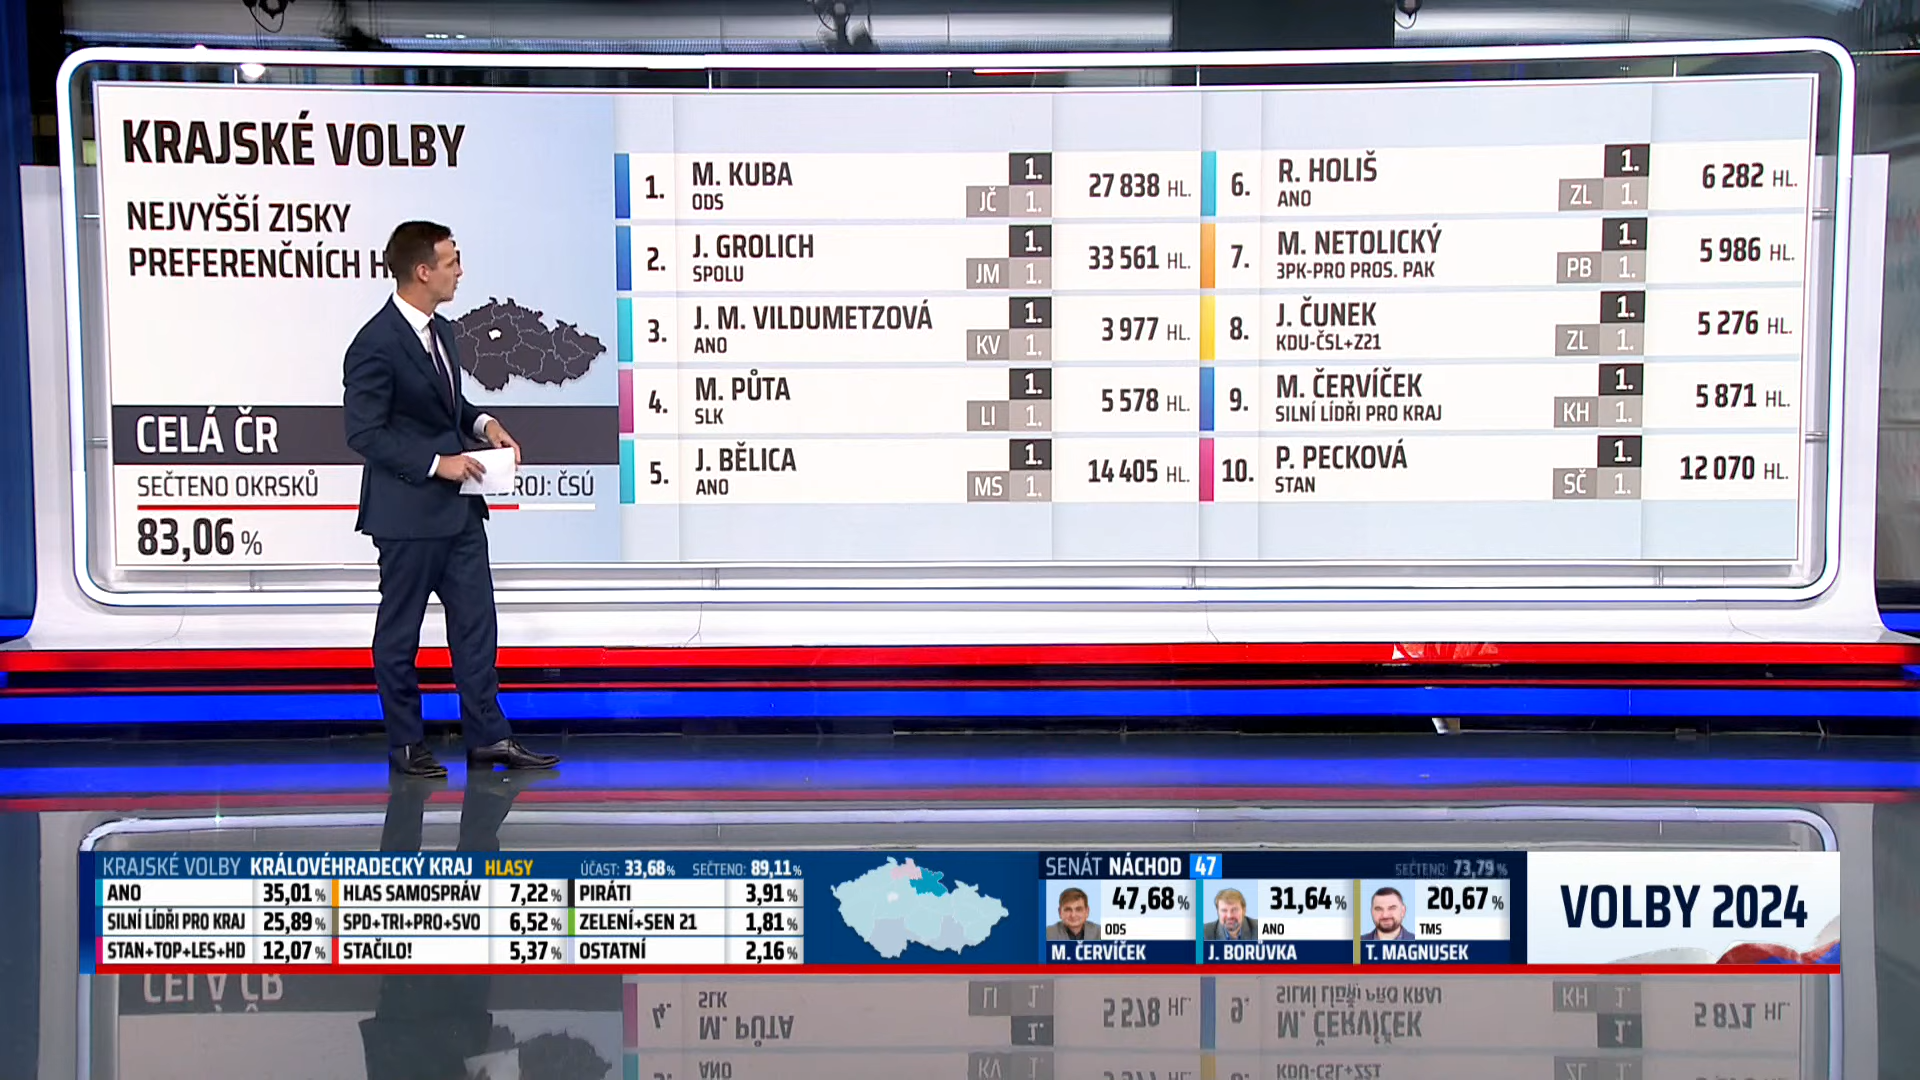 KRAJSKÉ VOLBY
NEJVYŠŠÍ ZISKY
PREFERENČNÍCH
CELÁ ČR
SEČTENO OKRSKŮ
ČSÚ
83,06 %
1. M. KUBA 1. 27 838 HL.
ODS JČ 1.
2. J. GROLICH 1. 33 561 HL.
SPOLU JM 1.
3. J. M. VILDUMETZOVÁ 1. 3 977 HL.
ANO KV 1.
4. M. PŮTA 1. 5 578 HL.
SLK LI 1.
5. J. BĚLICA 1. 14 405 HL.
ANO MS 1.
6. R. HOLIŠ 1. 6 282 HL.
ANO ZL 1.
7. M. NETOLICKÝ 1. 5 986 HL.
3PK-PRO PROS. PAK PB 1.
8. J. ČUNEK 1. 5 276 HL.
KDU-ČSL+Z21 ZL 1.
9. M. ČERVÍČEK 1. 5 871 HL.
SILNÍ LÍDŘI PRO KRAJ KH 1.
10. P. PECKOVÁ 1. 12 070 HL.
STAN SČ 1.
KRAJSKÉ VOLBY KRÁLOVÉHRADECKÝ KRAJ HLASY ÚČAST: 33,68% SEČTENO: 89,11%
ANO 35,01% HLAS SAMOSPRÁV 7,22% PIRÁTI 3,91%
SILNÍ LÍDŘI PRO KRAJ 25,89% SPD+TRI+PRO+SVO 6,52% ZELENÍ+SEN 21 1,81%
STAN+TOP+LES+HD 12,07% STAČILO! 5,37% OSTATNÍ 2,16%
SENÁT NÁCHOD 47 SEČTENO: 73,79%
47,68% 31,64% 20,67%
ODS ANO TMS
M. ČERVÍČEK J. BORŮVKA T. MAGNUSEK
VOLBY 2024